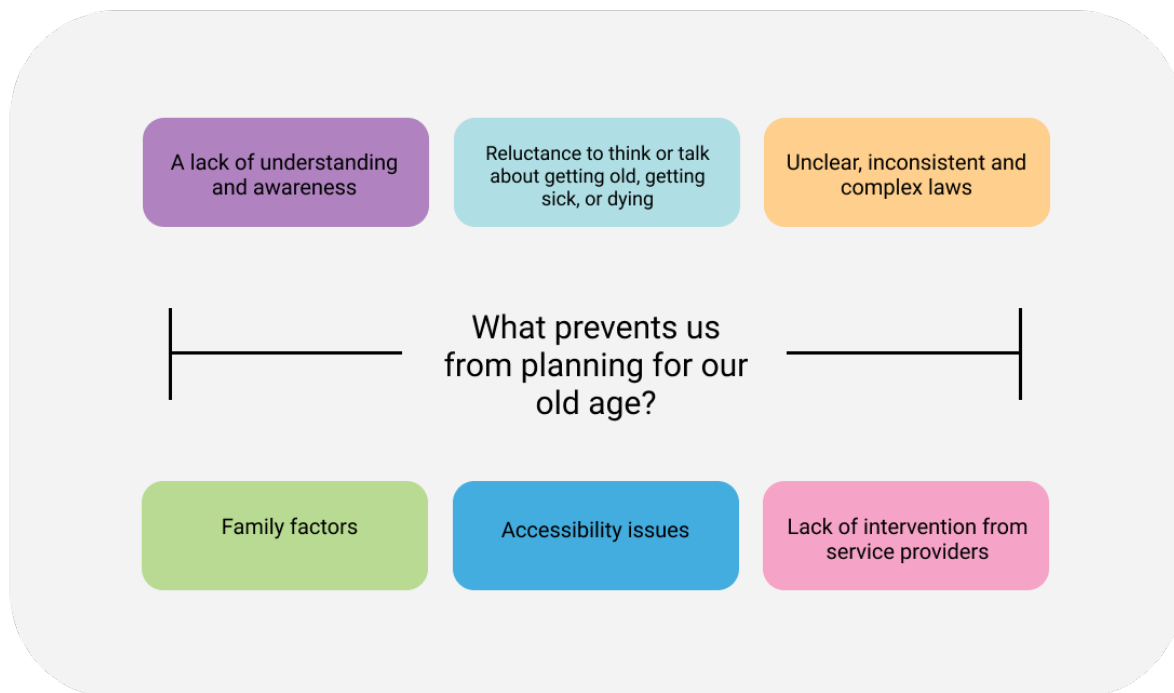 A lack of understanding
and awareness
Reluctance to think or talk
about getting old, getting
sick, or dying
Unclear, inconsistent and
complex laws
What prevents us
from planning for our
old age?
Family factors
Accessibility issues
Lack of intervention from
service providers